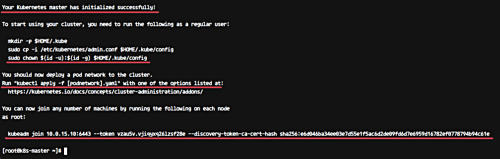 Your Kubernetes master has initialized successfully!
To start using your cluster, you need to run the following as a regular user:
mkdir -p $HOME/.kube
sudo cp -i /etc/kubernetes/admin.conf $HOME/.kube/config
sudo chown $(id -u):$(id -g) $HOME/.kube/config
You should now deploy a pod network to the cluster.
Run "kubectl apply -f [podnetwork].yaml" with one of the options listed at:
https://kubernetes.io/docs/concepts/cluster-administration/addons/
You can now join any number of machines by running the following on each node
as root:
kubeadm join 10.0.15.10:6443 --token --discovery-token-ca-cert-hash
[root@k8s-master ~]#